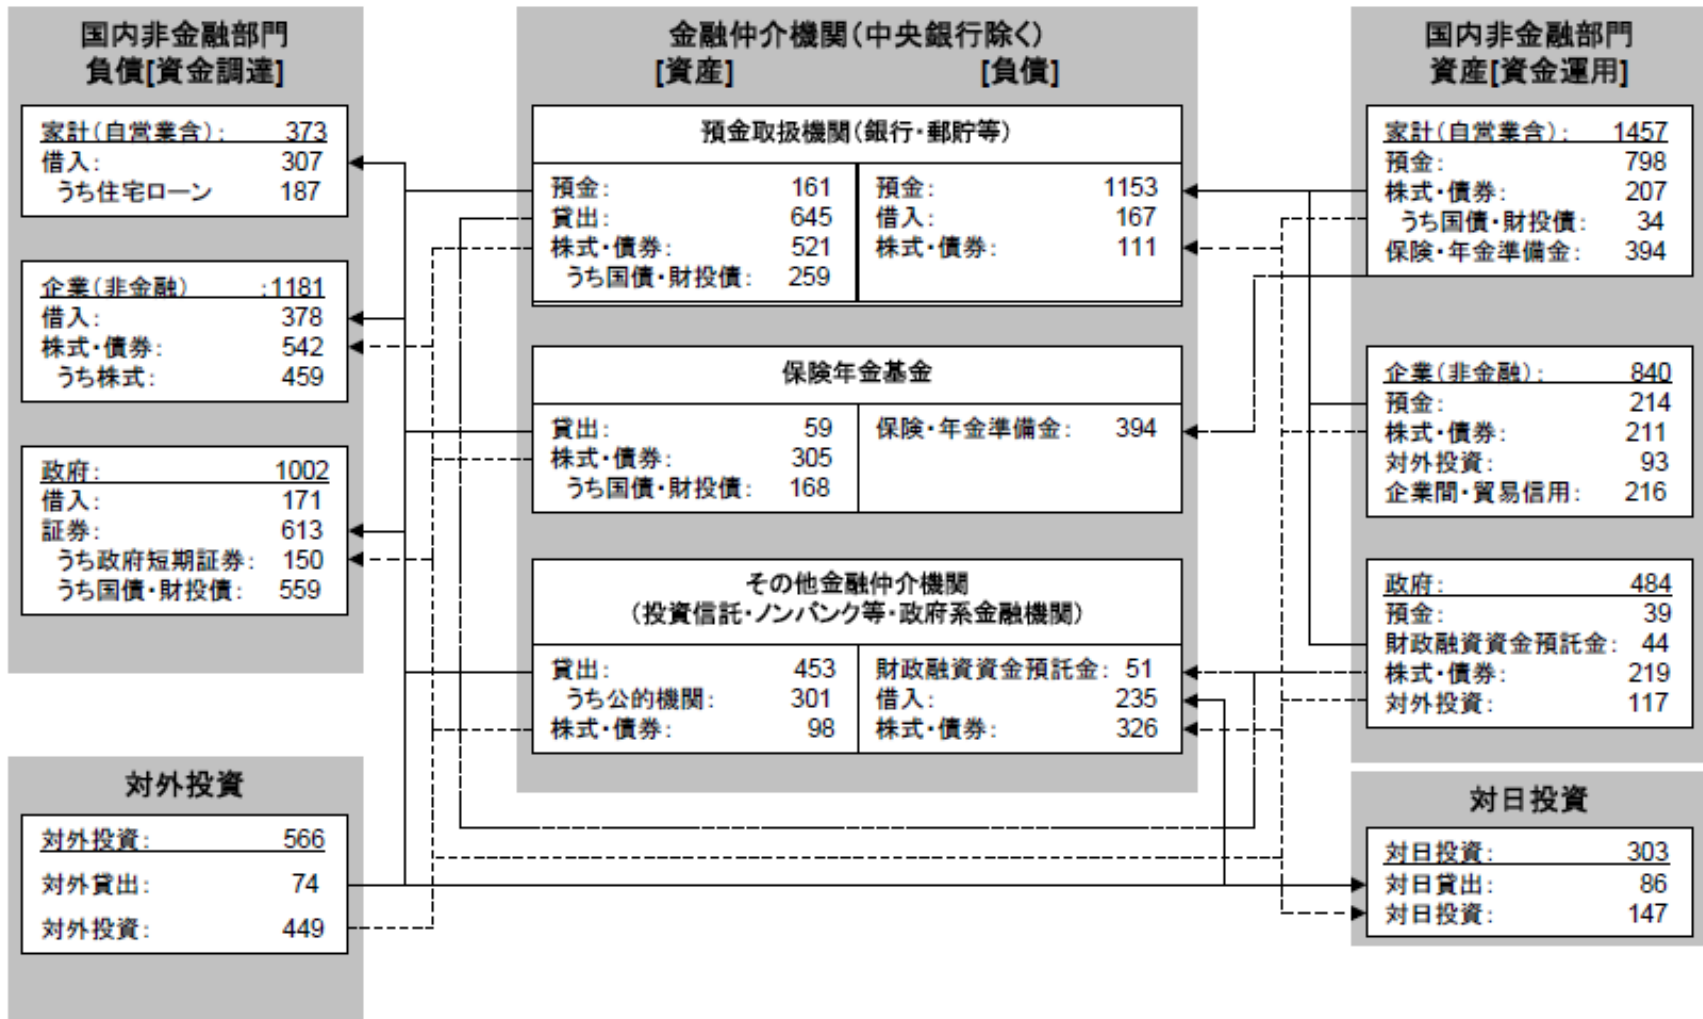 国内非金融部門
負債[資金調達]
家計(自営業含): 373
借入: 307
うち住宅ローン 187
企業(非金融) :1181
借入: 378
株式・債券: 542
うち株式: 459
政府: 1002
借入: 171
証券: 613
うち政府短期証券: 150
うち国債・財投債: 559
対外投資
対外投資: 566
対外貸出: 74
対外投資: 449
金融仲介機関(中央銀行除く)
[資産] [負債]
預金取扱機関(銀行・郵貯等)
預金: 161
貸出: 645
株式・債券: 521
うち国債・財投債: 259
預金: 1153
借入: 167
株式・債券: 111
保険年金基金
貸出: 59
株式・債券: 305
うち国債・財投債: 168
保険・年金準備金: 394
その他金融仲介機関
(投資信託・ノンバンク等・政府系金融機関)
貸出: 453
うち公的機関: 301
株式・債券: 98
財政融資資金預託金: 51
借入: 235
株式・債券: 326
国内非金融部門
資産[資金運用]
家計(自営業含): 1457
預金: 798
株式・債券: 207
うち国債・財投債: 34
保険・年金準備金: 394
企業(非金融): 840
預金: 214
株式・債券: 211
対外投資: 93
企業間・貿易信用: 216
政府: 484
預金: 39
財政融資資金預託金: 44
株式・債券: 219
対外投資: 117
対日投資
対日投資: 303
対日貸出: 86
対日投資: 147